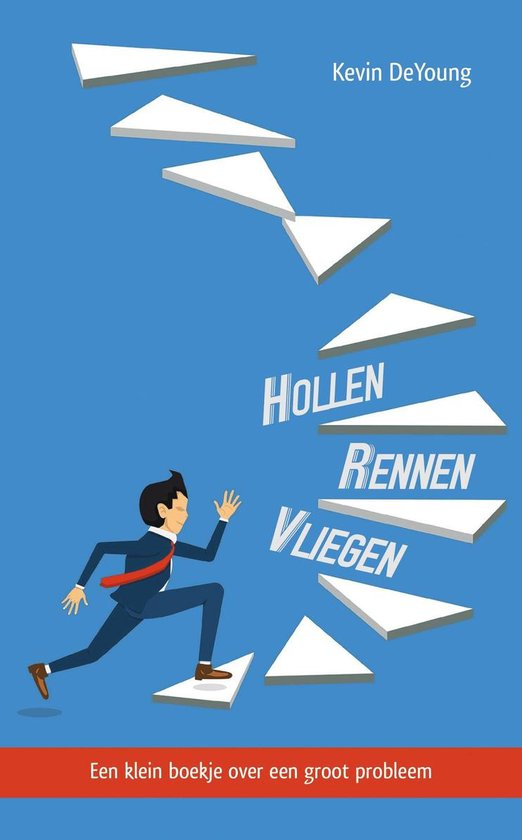 Kevin DeYoung
HOLLEN
RENNEN
VLIEGEN
Een klein boekje over een groot probleem